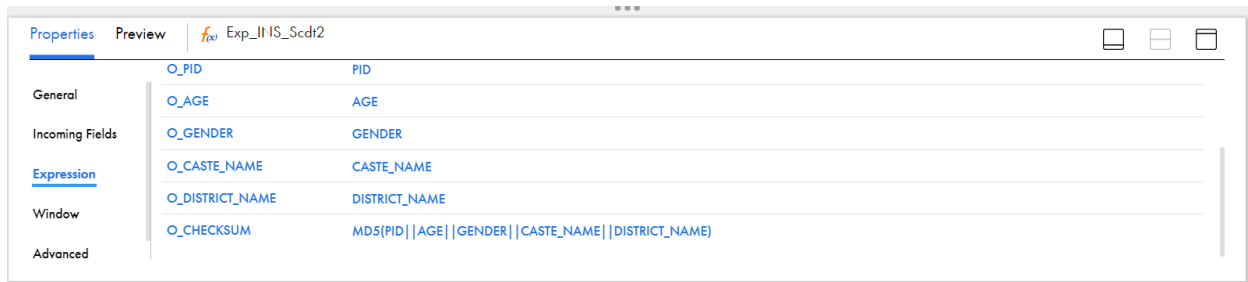 Properties Preview f(x) Exp_INS_Scdt2
General
Incoming Fields
Expression
Window
Advanced
O_PID PID
O_AGE AGE
O_GENDER GENDER
O_CASTE_NAME CASTE_NAME
O_DISTRICT_NAME DISTRICT_NAME
O_CHECKSUM MD5(PID||AGE||GENDER||CASTE_NAME||DISTRICT_NAME)